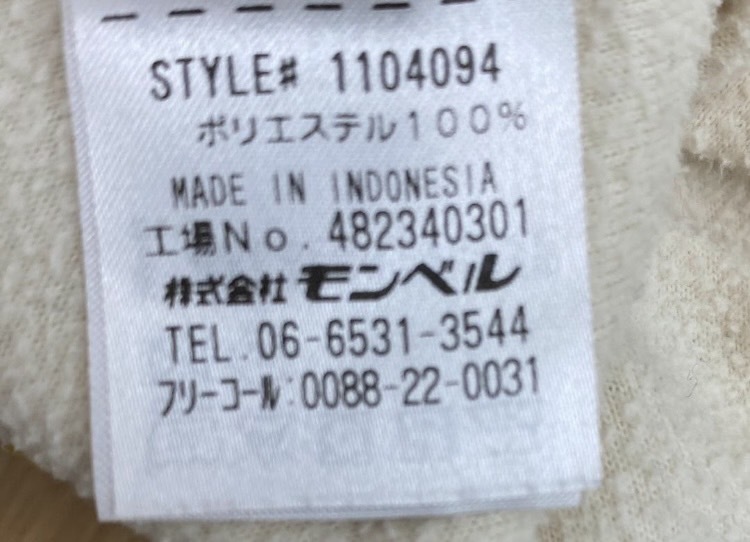 STYLE# 1104094
ポリエステル１００％
MADE IN INDONESIA
工場Ｎｏ．482340301
株式会社モンベル
TEL.06-6531-3544
フリーコール:0088-22-0031